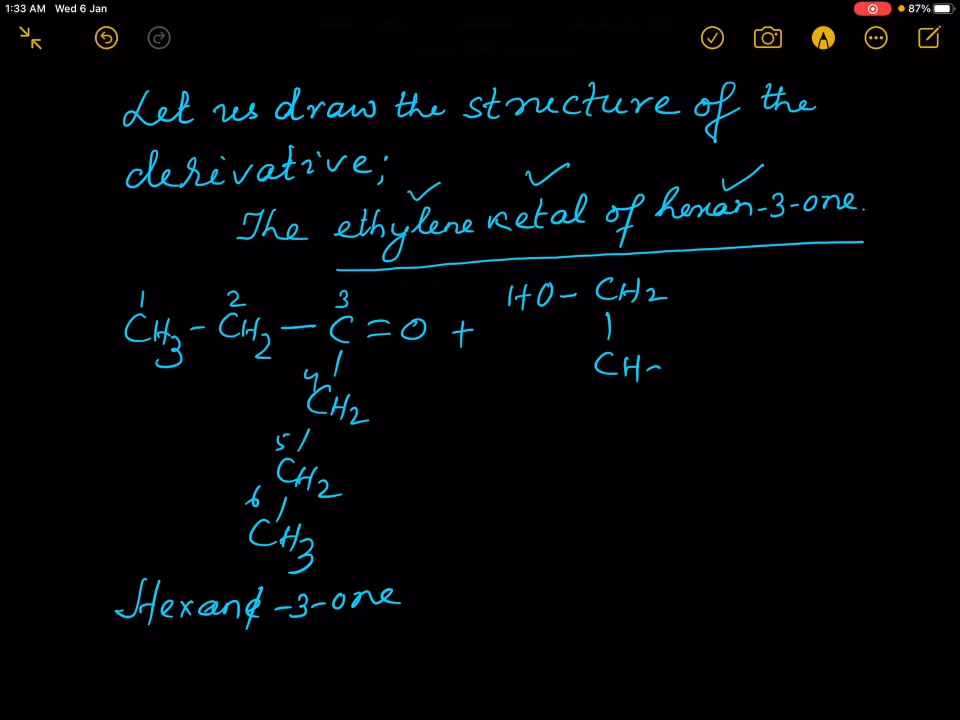 1:33 AM Wed 6 Jan
87%
Let us draw the structure of the
derivative;
The ethylene ketal of hexan-3-one.
1 2 3
CH3 - CH2 — C = O + HO - CH2
CH
4
CH2
5
CH2
6
CH3
Hexane -3-one